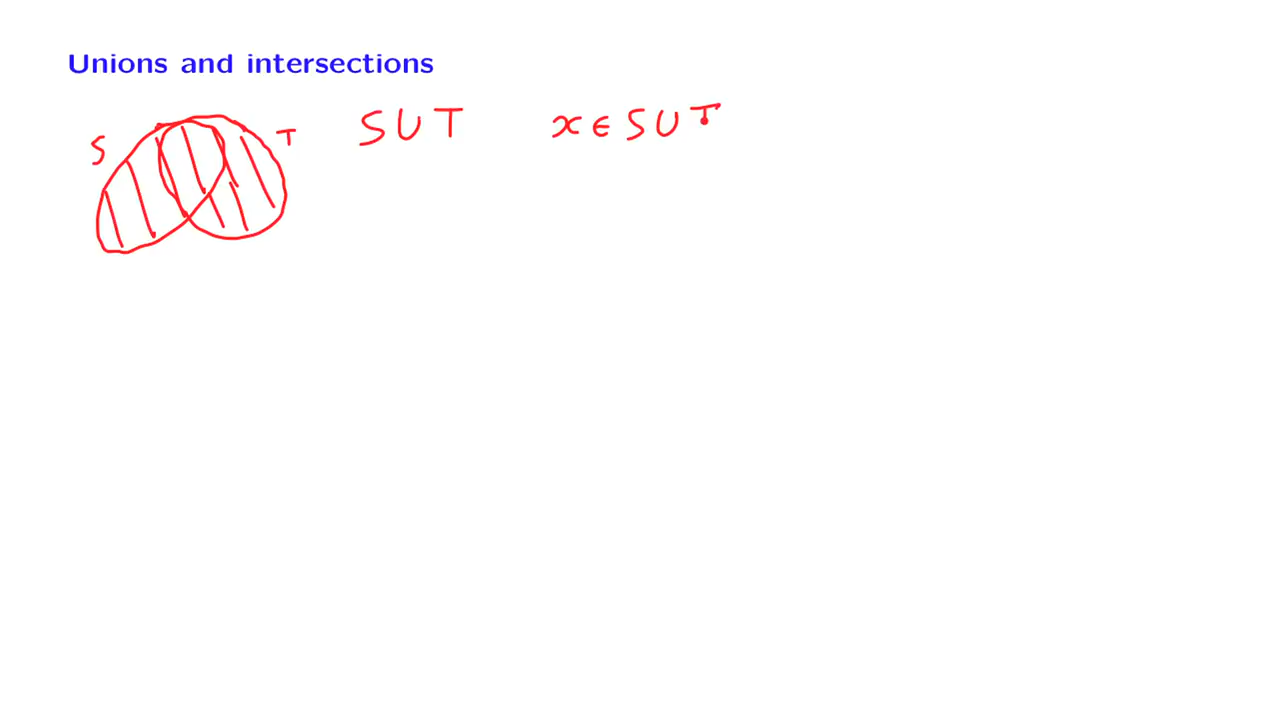 Unions and intersections
S T S ∪ T x ∈ S ∪ T